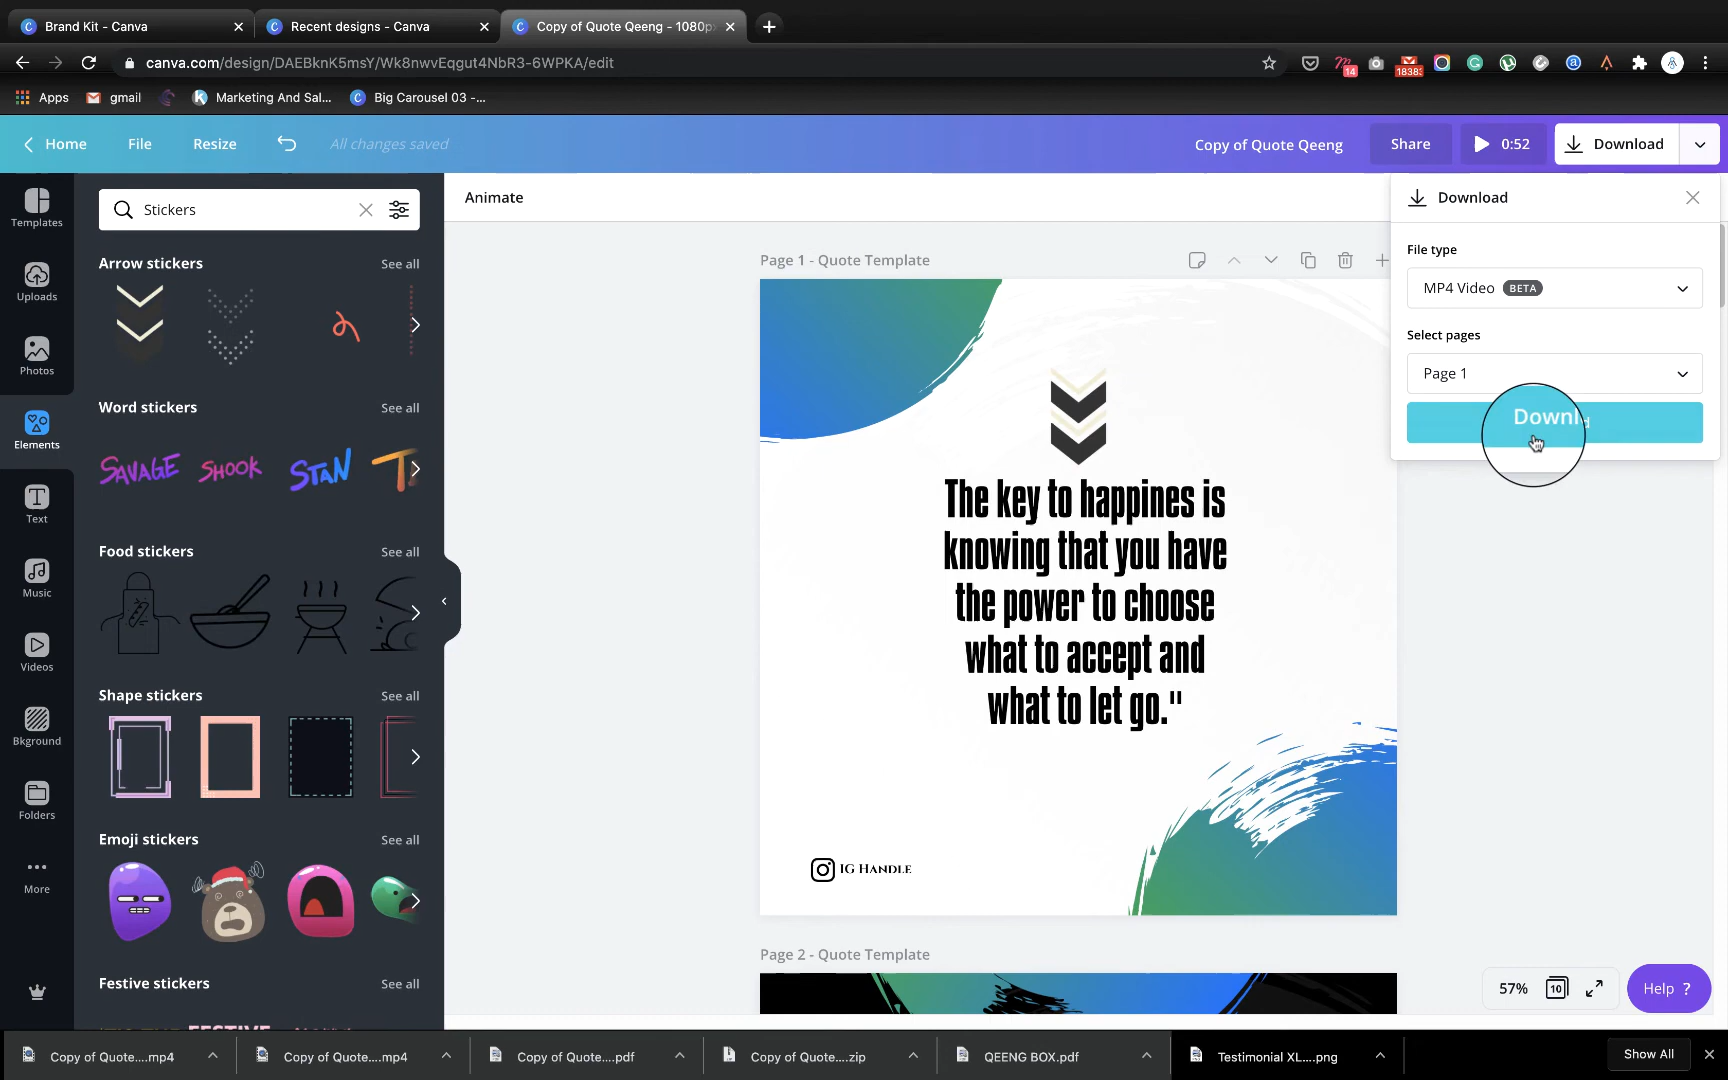 Brand Kit - Canva
Recent designs - Canva
Copy of Quote Qeeng - 1080p
canva.com/design/DAEBknK5msY/Wk8nwvEqgut4NbR3-6WPKA/edit
14
1838
Apps
gmail
Marketing And Sal...
Big Carousel 03 -...
Home
File
Resize
All changes saved
Copy of Quote Qeeng
Share
0:52
Download
Templates
Uploads
Photos
Elements
Text
Music
Videos
Bkground
Folders
More
Stickers
Arrow stickers
See all
Word stickers
See all
SAVAGE
SHOOK
STAN
Food stickers
See all
Shape stickers
See all
Emoji stickers
See all
Festive stickers
See all
FESTIVE
Animate
Page 1 - Quote Template
The key to happines is
knowing that you have
the power to choose
what to accept and
what to let go."
IG HANDLE
Page 2 - Quote Template
Download
File type
MP4 Video BETA
Select pages
Page 1
57%
10
Help ?
Copy of Quote....mp4
Copy of Quote....mp4
Copy of Quote....pdf
Copy of Quote....zip
QEENG BOX.pdf
Testimonial XL....png
Show All